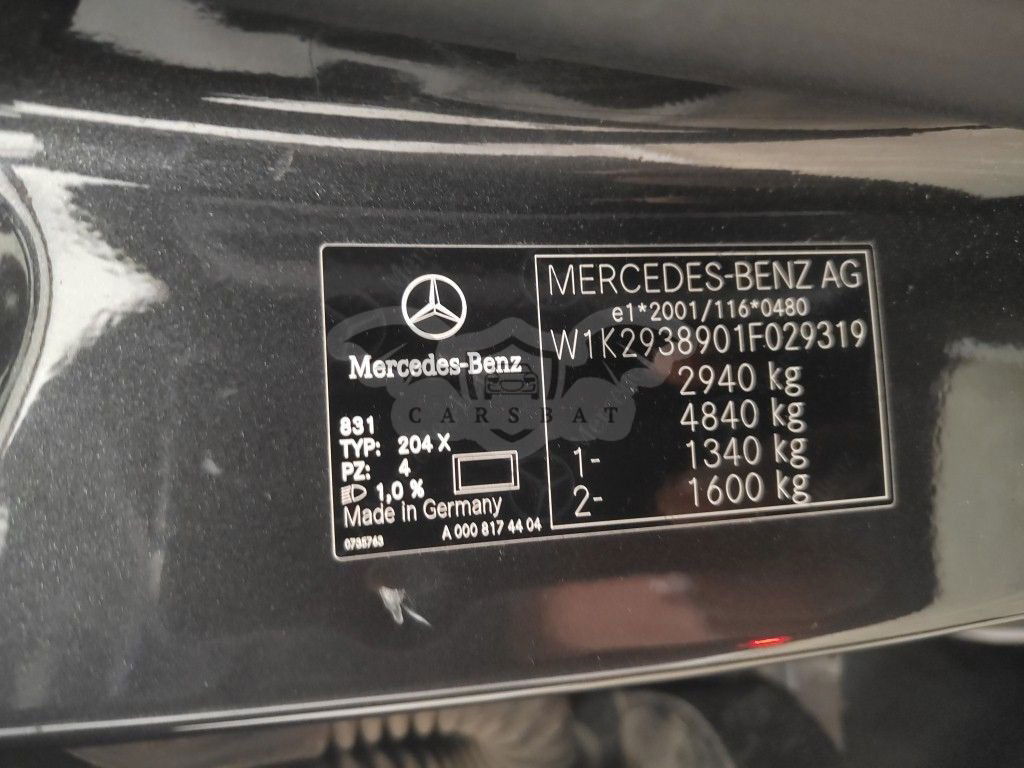 Mercedes-Benz
831
TYP: 204 X
PZ: 4
1,0 %
Made in Germany
0735763
A 000 817 44 04
MERCEDES-BENZ AG
e1*2001/116*0480
W1K2938901F029319
2940 kg
4840 kg
1- 1340 kg
2- 1600 kg
CARSBAT